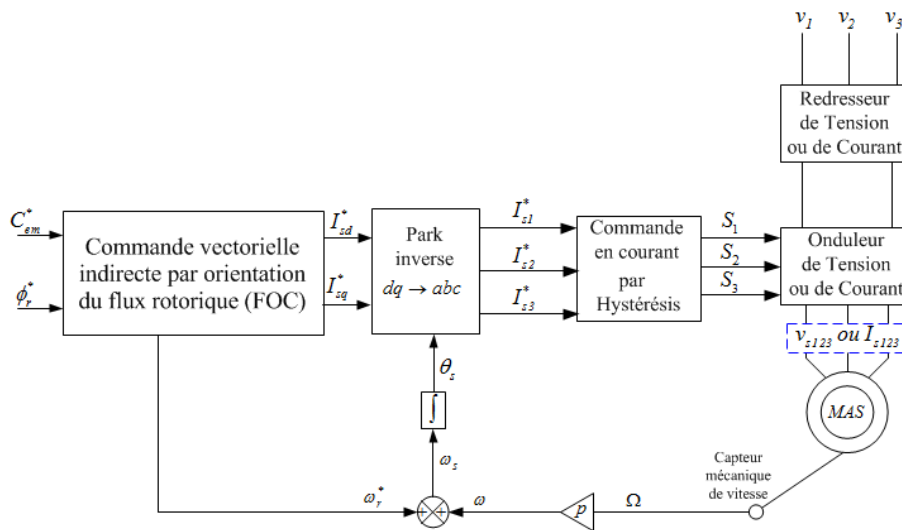 v₁
v₂
v₃
Redresseur
de Tension
ou de Courant
C*ₑₘ
ϕ*ᵣ
Commande vectorielle
indirecte par orientation
du flux rotorique (FOC)
I*sd
I*sq
Park
inverse
dq → abc
I*s1
I*s2
I*s3
Commande
en courant
par
Hystérésis
S₁
S₂
S₃
Onduleur
de Tension
ou de Courant
vs123 ou Is123
MAS
θs
∫
ωs
ω*r
+ +
ω
p
Ω
Capteur
mécanique
de vitesse